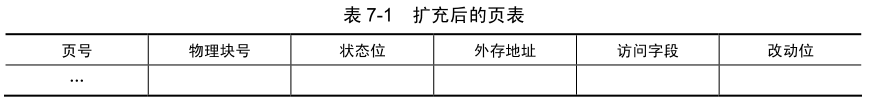 表 7-1 扩充后的页表
页号 物理块号 状态位 外存地址 访问字段 改动位
…